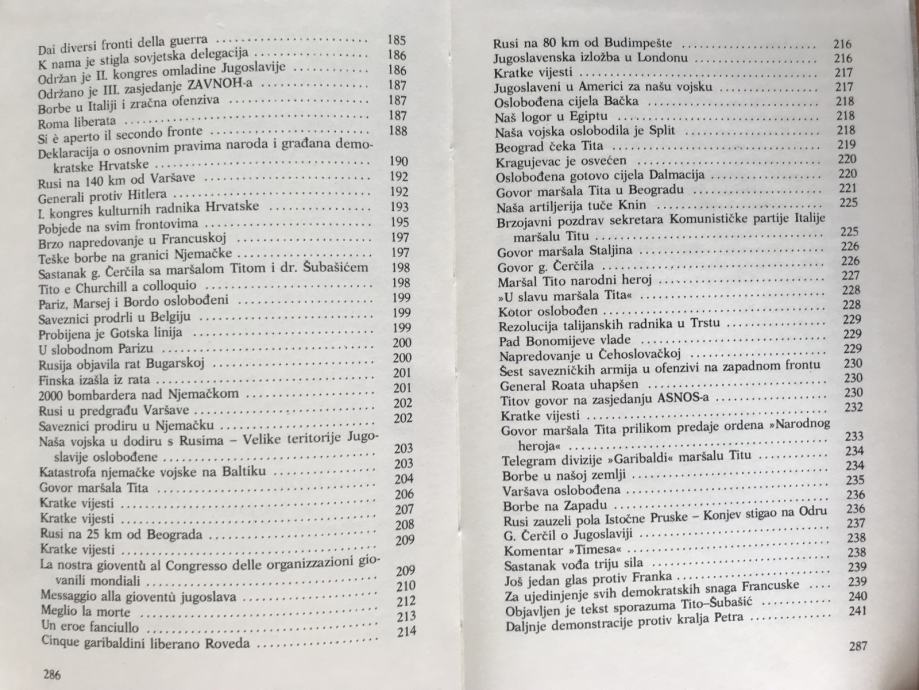 Dai diversi fronti della guerra ........................ 185
K nama je stigla sovjetska delegacija .................. 186
Održan je II. kongres omladine Jugoslavije ............. 186
Održano je III. zasjedanje ZAVNOH-a .................... 187
Borbe u Italiji i zračna ofenziva ...................... 187
Roma liberata .......................................... 187
Si è aperto il secondo fronte .......................... 188
Deklaracija o osnovnim pravima naroda i građana demo-
kratske Hrvatske ....................................... 190
Rusi na 140 km od Varšave .............................. 192
Generali protiv Hitlera ................................ 192
I. kongres kulturnih radnika Hrvatske .................. 193
Pobjede na svim frontovima ............................. 195
Brzo napredovanje u Francuskoj ......................... 197
Teške borbe na granici Njemačke ........................ 197
Sastanak g. Čerčila sa maršalom Titom i dr. Šubašićem 198
Tito e Churchill a colloquio ........................... 198
Pariz, Marsej i Bordo oslobođeni ....................... 199
Saveznici prodrli u Belgiju ............................ 199
Probijena je Gotska linija ............................. 199
U slobodnom Parizu ..................................... 200
Rusija objavila rat Bugarskoj .......................... 200
Finska izašla iz rata .................................. 201
2000 bombardera nad Njemačkom .......................... 201
Rusi u predgrađu Varšave ............................... 202
Saveznici prodiru u Njemačku ........................... 202
Naša vojska u dodiru s Rusima – Velike teritorije Jugo-
slavije oslobođene ..................................... 203
Katastrofa njemačke vojske na Baltiku .................. 203
Govor maršala Tita ..................................... 204
Kratke vijesti ......................................... 206
Kratke vijesti ......................................... 207
Rusi na 25 km od Beograda .............................. 208
Kratke vijesti ......................................... 209
La nostra gioventù al Congresso delle organizzazioni gio-
vanili mondiali ........................................ 209
Messaggio alla gioventù jugoslava ...................... 210
Meglio la morte ........................................ 212
Un eroe fanciullo ...................................... 213
Cinque garibaldini liberano Roveda ..................... 214
286
Rusi na 80 km od Budimpešte ............................ 216
Jugoslavenska izložba u Londonu ........................ 216
Kratke vijesti ......................................... 217
Jugoslaveni u Americi za našu vojsku ................... 217
Oslobođena cijela Bačka ................................ 218
Naš logor u Egiptu ..................................... 218
Naša vojska oslobodila je Split ........................ 218
Beograd čeka Tita ...................................... 219
Kragujevac je osvećen .................................. 220
Oslobođena gotovo cijela Dalmacija ..................... 220
Govor maršala Tita u Beogradu .......................... 221
Naša artiljerija tuče Knin ............................. 225
Brzojavni pozdrav sekretara Komunističke partije Italije
maršalu Titu ........................................... 225
Govor maršala Staljina ................................. 226
Govor g. Čerčila ....................................... 226
Maršal Tito narodni heroj .............................. 227
»U slavu maršala Tita« ................................. 228
Kotor oslobođen ........................................ 228
Rezolucija talijanskih radnika u Trstu ................. 229
Pad Bonomijeve vlade ................................... 229
Napredovanje u Čehoslovačkoj ........................... 229
Šest savezničkih armija u ofenzivi na zapadnom frontu 230
General Roata uhapšen .................................. 230
Titov govor na zasjedanju ASNOS-a ...................... 230
Kratke vijesti ......................................... 232
Govor maršala Tita prilikom predaje ordena »Narodnog
heroja« ................................................ 233
Telegram divizije »Garibaldi« maršalu Titu ............. 234
Borbe u našoj zemlji ................................... 234
Varšava oslobođena ..................................... 235
Borbe na Zapadu ........................................ 236
Rusi zauzeli pola Istočne Pruske – Konjev stigao na Odru 236
G. Čerčil o Jugoslaviji ................................ 237
Komentar »Timesa« ...................................... 238
Sastanak vođa triju sila ............................... 238
Još jedan glas protiv Franka ........................... 239
Za ujedinjenje svih demokratskih snaga Francuske .... 239
Objavljen je tekst sporazuma Tito–Šubašić .............. 240
Daljnje demonstracije protiv kralja Petra .............. 241
287